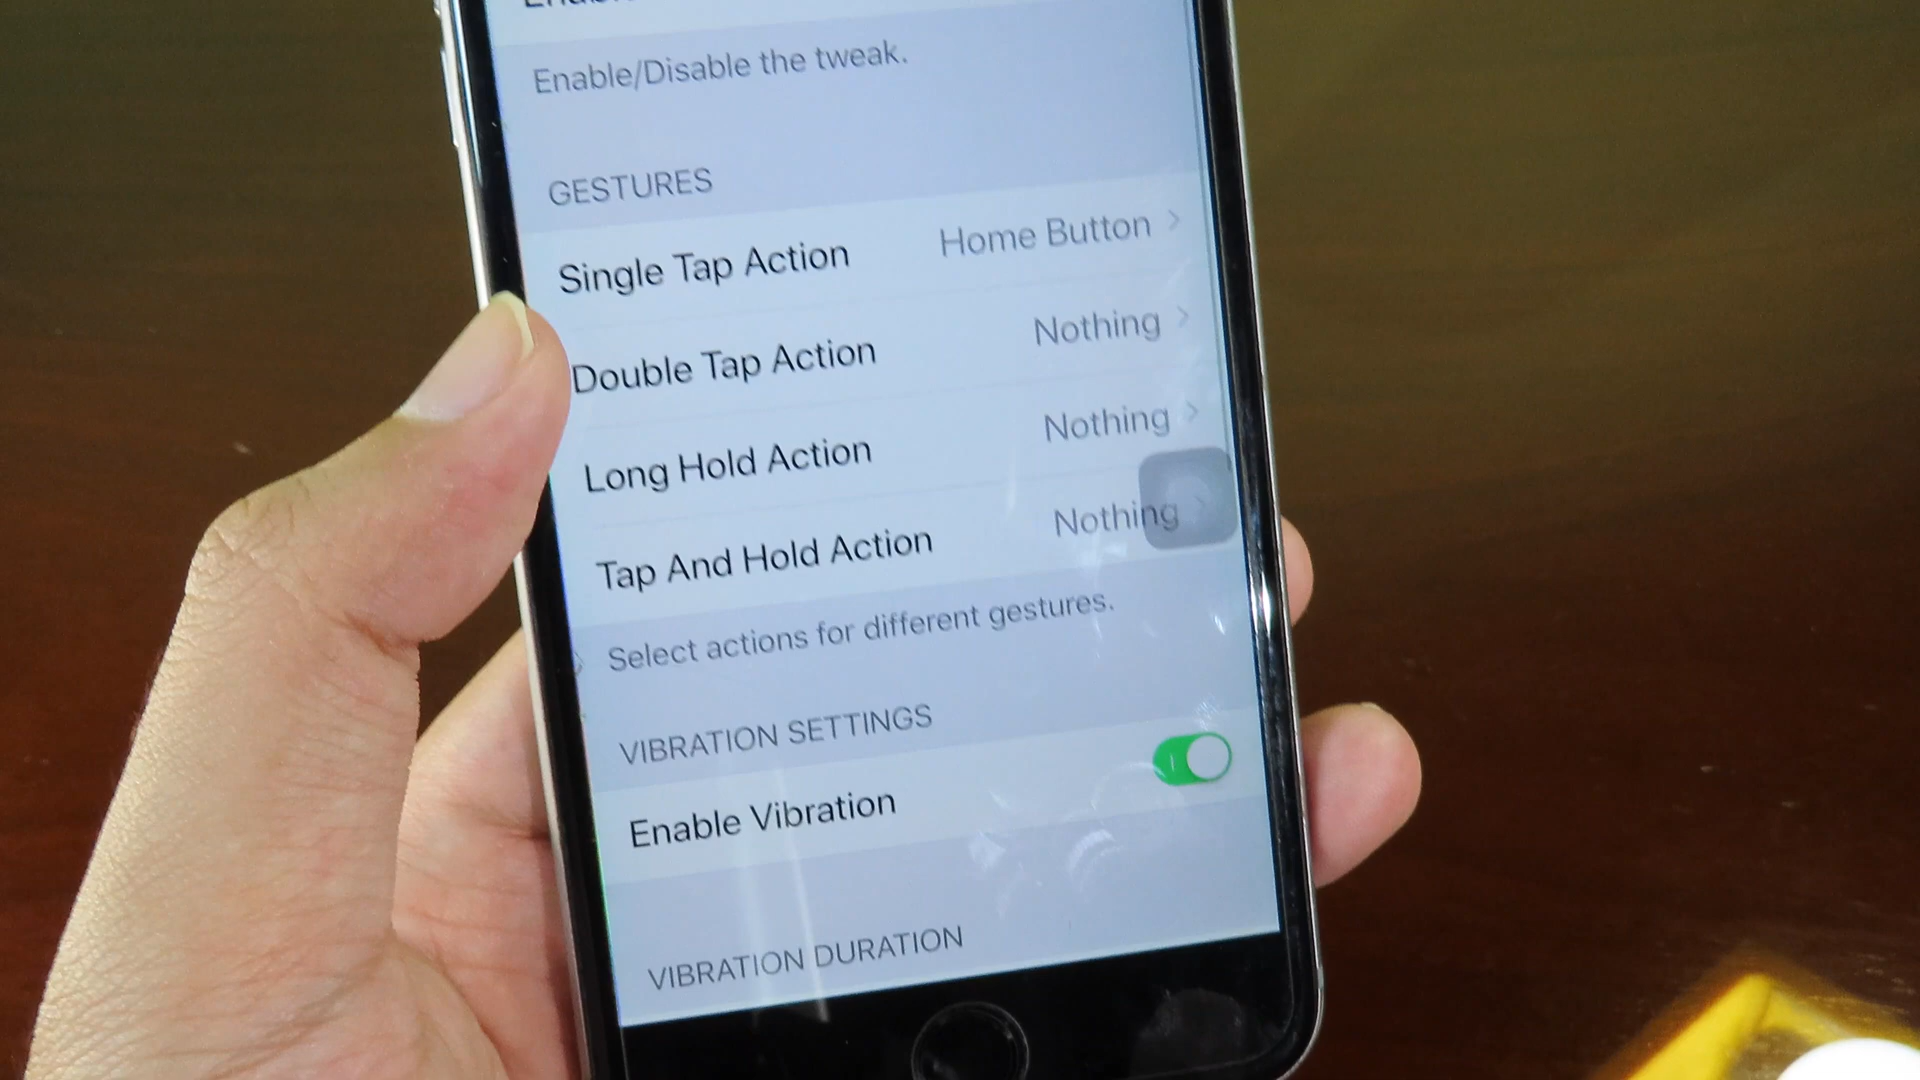 Enable/Disable the tweak.
GESTURES
Single Tap Action Home Button
Double Tap Action Nothing
Long Hold Action Nothing
Tap And Hold Action Nothing
Select actions for different gestures.
VIBRATION SETTINGS
Enable Vibration
VIBRATION DURATION